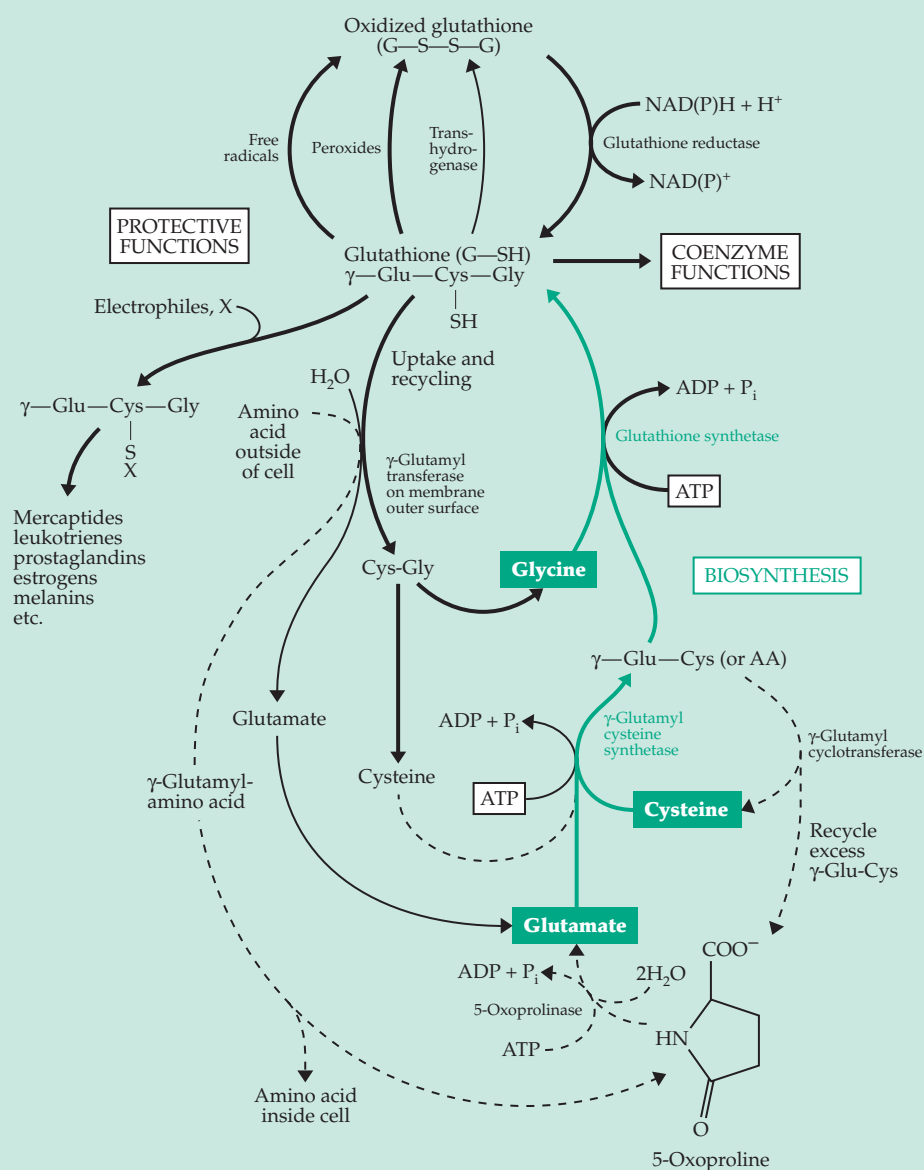 Oxidized glutathione
(G—S—S—G)
NAD(P)H + H⁺
Free
radicals
Peroxides
Trans-
hydro-
genase
Glutathione reductase
NAD(P)⁺
PROTECTIVE
FUNCTIONS
Glutathione (G—SH)
γ—Glu—Cys—Gly
SH
COENZYME
FUNCTIONS
Electrophiles, X
γ—Glu—Cys—Gly
S
X
Mercaptides
leukotrienes
prostaglandins
estrogens
melanins
etc.
Uptake and
recycling
H₂O
Amino
acid
outside
of cell
γ-Glutamyl
transferase
on membrane
outer surface
ADP + Pᵢ
Glutathione synthetase
ATP
Cys-Gly
Glycine
BIOSYNTHESIS
γ—Glu—Cys (or AA)
Glutamate
ADP + Pᵢ
γ-Glutamyl
cysteine
synthetase
γ-Glutamyl
cyclotransferase
γ-Glutamyl-
amino acid
Cysteine
ATP
Cysteine
Recycle
excess
γ-Glu-Cys
Glutamate
COO⁻
ADP + Pᵢ
2H₂O
5-Oxoprolinase
ATP
HN
Amino acid
inside cell
O
5-Oxoproline